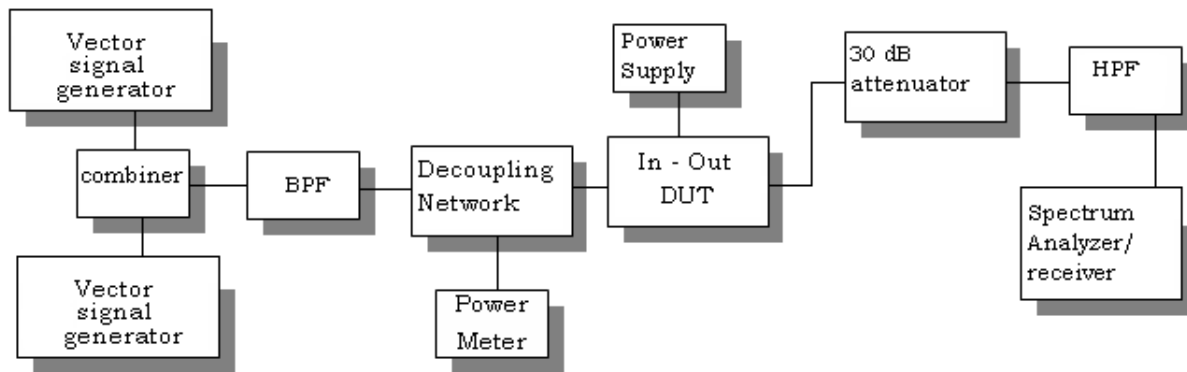 Vector
signal
generator
combiner
Vector
signal
generator
BPF
Decoupling
Network
Power
Meter
Power
Supply
In - Out
DUT
30 dB
attenuator
HPF
Spectrum
Analyzer/
receiver